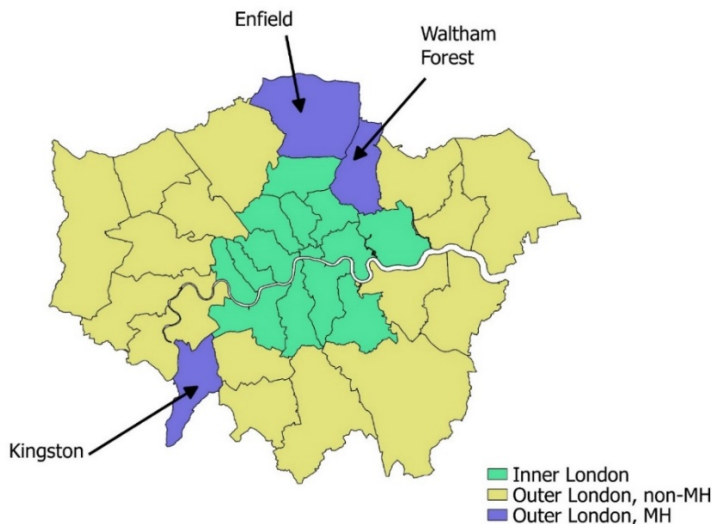 Enfield
Waltham
Forest
Kingston
Inner London
Outer London, non-MH
Outer London, MH